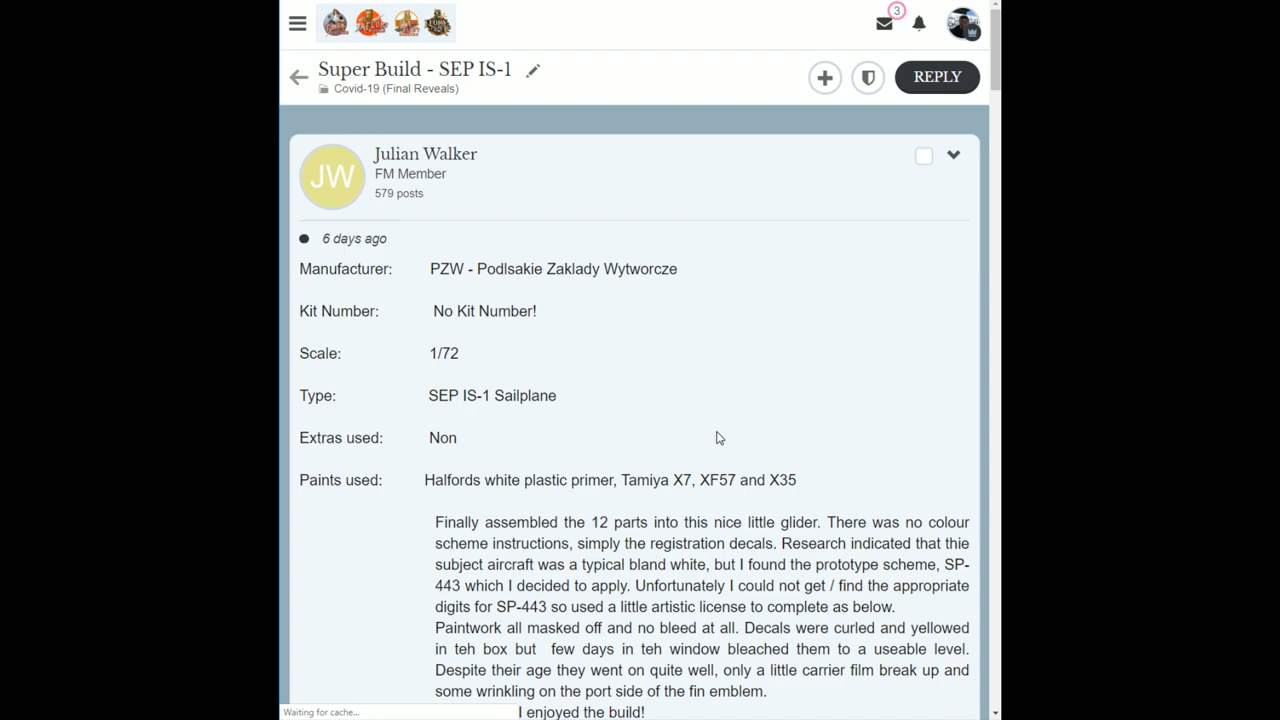 3
Super Build - SEP IS-1
Covid-19 (Final Reveals)
REPLY
JW
Julian Walker
FM Member
579 posts
6 days ago
Manufacturer: PZW - Podlsakie Zaklady Wytworcze
Kit Number: No Kit Number!
Scale: 1/72
Type: SEP IS-1 Sailplane
Extras used: Non
Paints used: Halfords white plastic primer, Tamiya X7, XF57 and X35
Finally assembled the 12 parts into this nice little glider. There was no colour
scheme instructions, simply the registration decals. Research indicated that thie
subject aircraft was a typical bland white, but I found the prototype scheme, SP-
443 which I decided to apply. Unfortunately I could not get / find the appropriate
digits for SP-443 so used a little artistic license to complete as below.
Paintwork all masked off and no bleed at all. Decals were curled and yellowed
in teh box but few days in teh window bleached them to a useable level.
Despite their age they went on quite well, only a little carrier film break up and
some wrinkling on the port side of the fin emblem.
I enjoyed the build!
Waiting for cache...